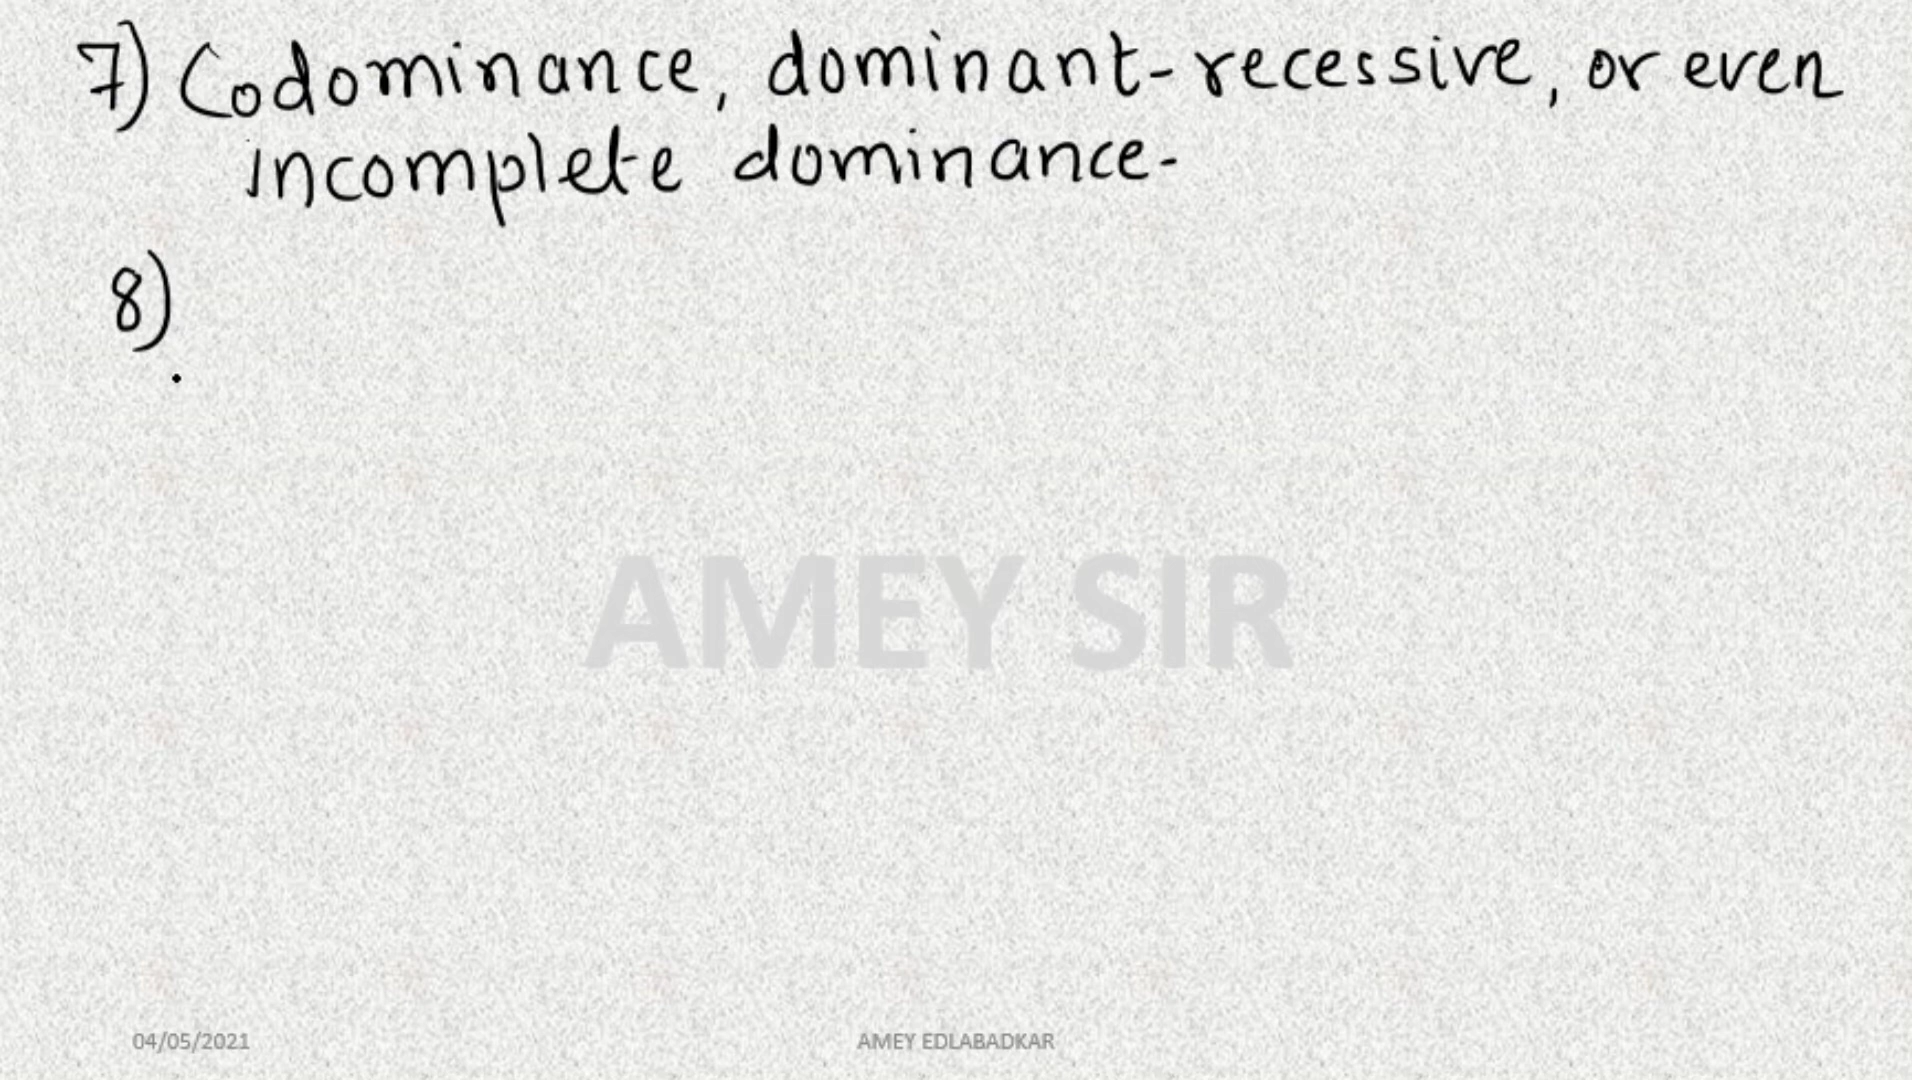 7) Codominance, dominant-recessive, or even
incomplete dominance-
8)
.
AMEY SIR
04/05/2021 AMEY EDLABADKAR